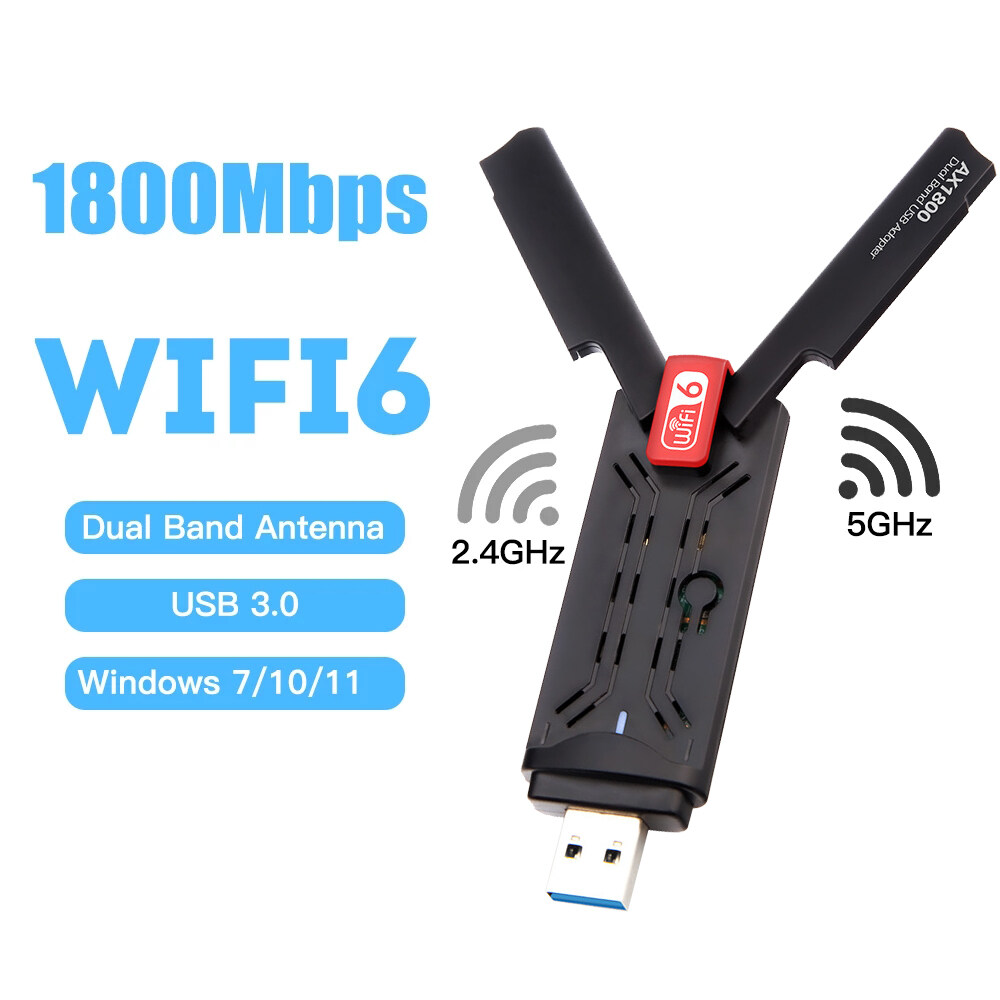 1800Mbps
WIFI6
Dual Band Antenna
USB 3.0
Windows 7/10/11
2.4GHz
5GHz
WiFi 6
AX1800
Dual Band USB Adapter